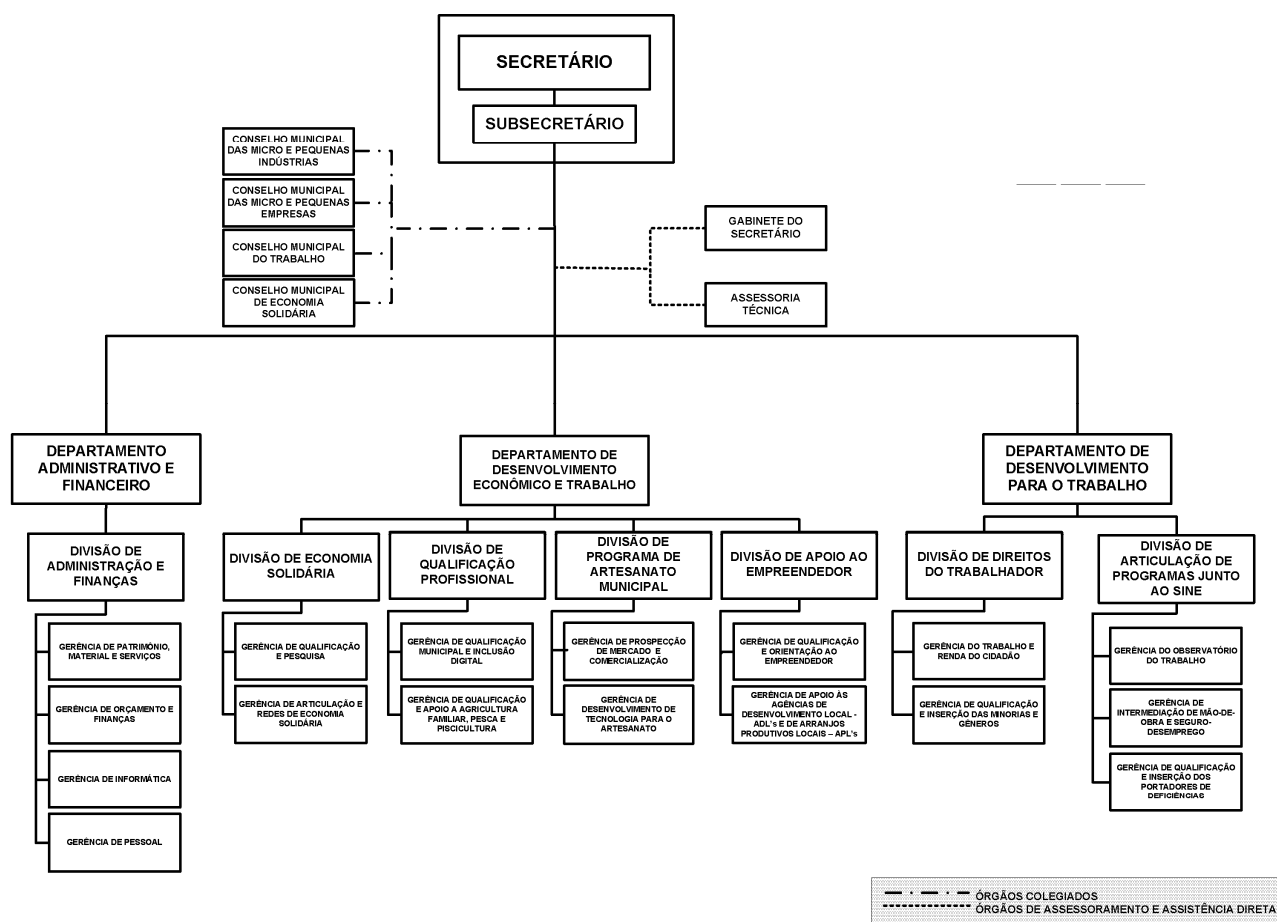 SECRETÁRIO
SUBSECRETÁRIO
CONSELHO MUNICIPAL
DAS MICRO E PEQUENAS
INDÚSTRIAS
CONSELHO MUNICIPAL
DAS MICRO E PEQUENAS
EMPRESAS
CONSELHO MUNICIPAL
DO TRABALHO
CONSELHO MUNICIPAL
DE ECONOMIA
SOLIDÁRIA
GABINETE DO
SECRETÁRIO
ASSESSORIA
TÉCNICA
DEPARTAMENTO
ADMINISTRATIVO E
FINANCEIRO
DEPARTAMENTO DE
DESENVOLVIMENTO
ECONÔMICO E TRABALHO
DEPARTAMENTO DE
DESENVOLVIMENTO
PARA O TRABALHO
DIVISÃO DE
ADMINISTRAÇÃO E
FINANÇAS
DIVISÃO DE ECONOMIA
SOLIDÁRIA
DIVISÃO DE
QUALIFICAÇÃO
PROFISSIONAL
DIVISÃO DE
PROGRAMA DE
ARTESANATO
MUNICIPAL
DIVISÃO DE APOIO AO
EMPREENDEDOR
DIVISÃO DE DIREITOS
DO TRABALHADOR
DIVISÃO DE
ARTICULAÇÃO DE
PROGRAMAS JUNTO
AO SINE
GERÊNCIA DE PATRIMÔNIO,
MATERIAL E SERVIÇOS
GERÊNCIA DE ORÇAMENTO E
FINANÇAS
GERÊNCIA DE INFORMÁTICA
GERÊNCIA DE PESSOAL
GERÊNCIA DE QUALIFICAÇÃO
E PESQUISA
GERÊNCIA DE ARTICULAÇÃO E
REDES DE ECONOMIA
SOLIDÁRIA
GERÊNCIA DE QUALIFICAÇÃO
MUNICIPAL E INCLUSÃO
DIGITAL
GERÊNCIA DE QUALIFICAÇÃO
E APOIO A AGRICULTURA
FAMILIAR, PESCA E
PISCICULTURA
GERÊNCIA DE PROSPECÇÃO
DE MERCADO E
COMERCIALIZAÇÃO
GERÊNCIA DE
DESENVOLVIMENTO DE
TECNOLOGIA PARA O
ARTESANATO
GERÊNCIA DE QUALIFICAÇÃO
E ORIENTAÇÃO AO
EMPREENDEDOR
GERÊNCIA DE APOIO ÀS
AGÊNCIAS DE
DESENVOLVIMENTO LOCAL -
ADL's E DE ARRANJOS
PRODUTIVOS LOCAIS – APL's
GERÊNCIA DO TRABALHO E
RENDA DO CIDADÃO
GERÊNCIA DE QUALIFICAÇÃO
E INSERÇÃO DAS MINORIAS E
GÊNEROS
GERÊNCIA DO OBSERVATÓRIO
DO TRABALHO
GERÊNCIA DE
INTERMEDIAÇÃO DE MÃO-DE-
OBRA E SEGURO-
DESEMPREGO
GERÊNCIA DE QUALIFICAÇÃO
E INSERÇÃO DOS
PORTADORES DE
DEFICIÊNCIAS
ÓRGÃOS COLEGIADOS
ÓRGÃOS DE ASSESSORAMENTO E ASSISTÊNCIA DIRETA